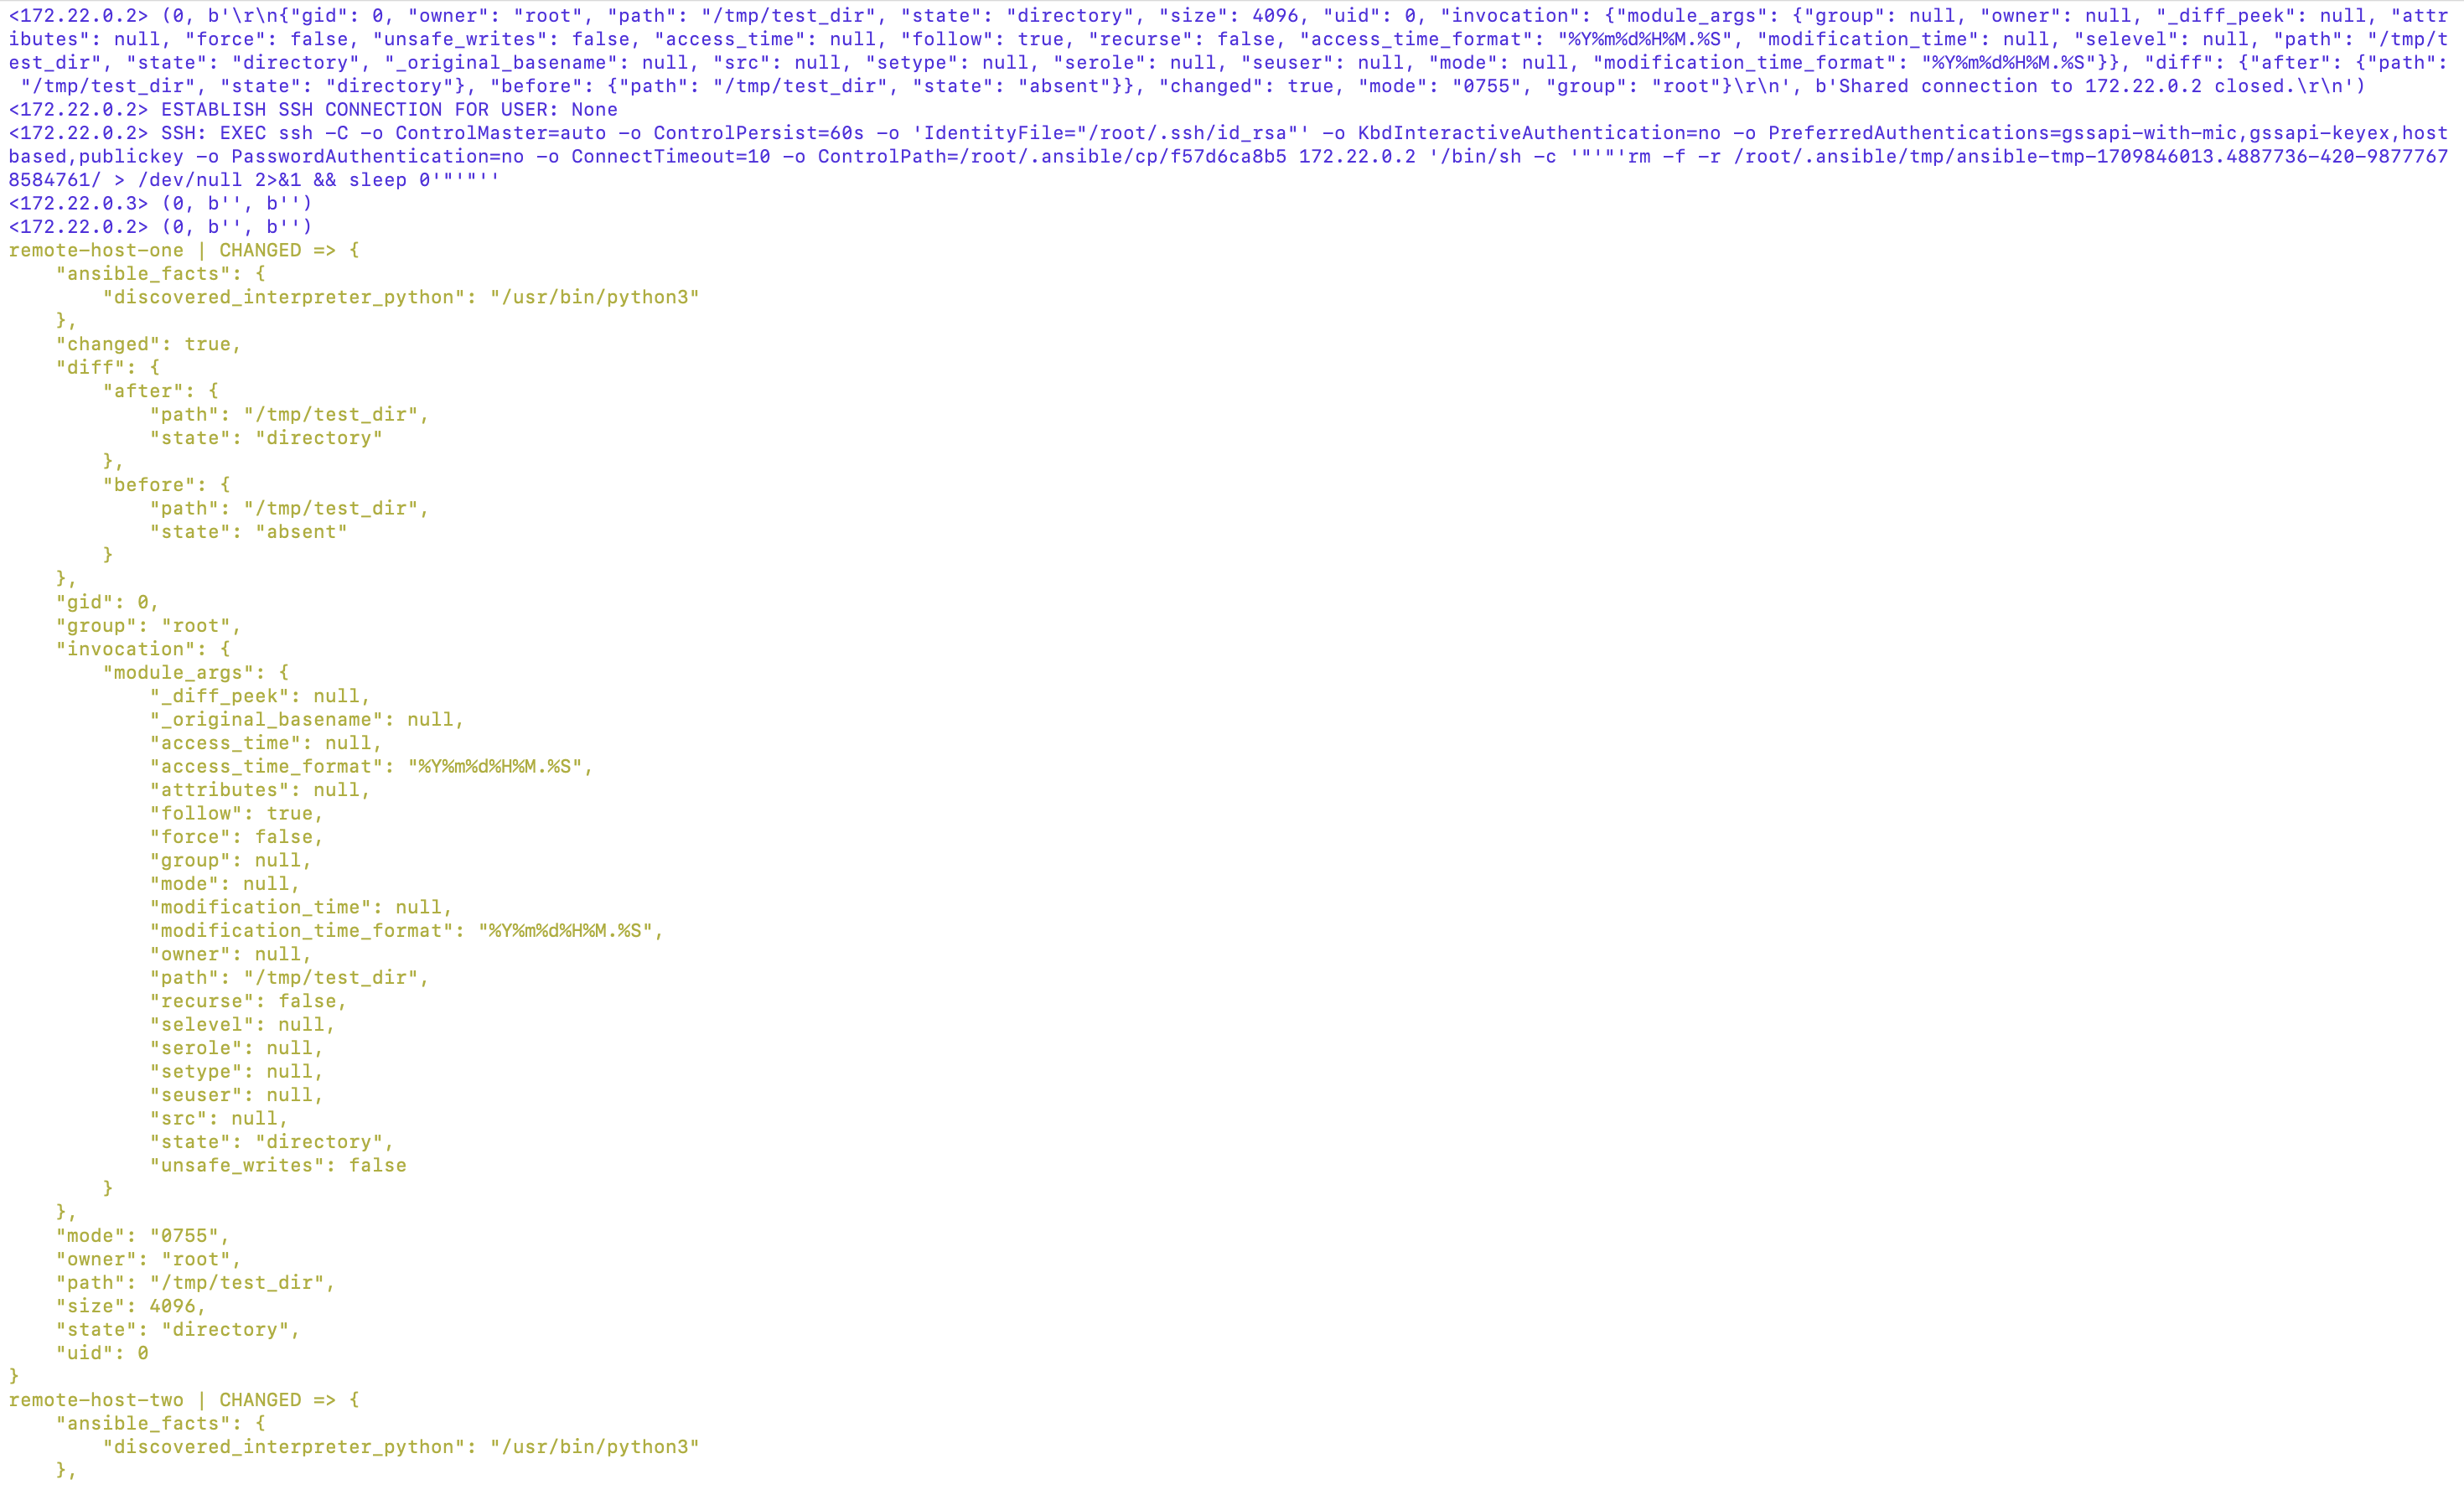 <172.22.0.2> (0, b'\r\n{"gid": 0, "owner": "root", "path": "/tmp/test_dir", "state": "directory", "size": 4096, "uid": 0, "invocation": {"module_args": {"group": null, "owner": null, "_diff_peek": null, "attr
ibutes": null, "force": false, "unsafe_writes": false, "access_time": null, "follow": true, "recurse": false, "access_time_format": "%Y%m%d%H%M.%S", "modification_time": null, "selevel": null, "path": "/tmp/t
est_dir", "state": "directory", "_original_basename": null, "src": null, "setype": null, "serole": null, "seuser": null, "mode": null, "modification_time_format": "%Y%m%d%H%M.%S"}}, "diff": {"after": {"path":
 "/tmp/test_dir", "state": "directory"}, "before": {"path": "/tmp/test_dir", "state": "absent"}}, "changed": true, "mode": "0755", "group": "root"}\r\n', b'Shared connection to 172.22.0.2 closed.\r\n')
<172.22.0.2> ESTABLISH SSH CONNECTION FOR USER: None
<172.22.0.2> SSH: EXEC ssh -C -o ControlMaster=auto -o ControlPersist=60s -o 'IdentityFile="/root/.ssh/id_rsa"' -o KbdInteractiveAuthentication=no -o PreferredAuthentications=gssapi-with-mic,gssapi-keyex,host
based,publickey -o PasswordAuthentication=no -o ConnectTimeout=10 -o ControlPath=/root/.ansible/cp/f57d6ca8b5 172.22.0.2 '/bin/sh -c '"'"'rm -f -r /root/.ansible/tmp/ansible-tmp-1709846013.4887736-420-9877767
8584761/ > /dev/null 2>&1 && sleep 0'"'"''
<172.22.0.3> (0, b'', b'')
<172.22.0.2> (0, b'', b'')
remote-host-one | CHANGED => {
    "ansible_facts": {
        "discovered_interpreter_python": "/usr/bin/python3"
    },
    "changed": true,
    "diff": {
        "after": {
            "path": "/tmp/test_dir",
            "state": "directory"
        },
        "before": {
            "path": "/tmp/test_dir",
            "state": "absent"
        }
    },
    "gid": 0,
    "group": "root",
    "invocation": {
        "module_args": {
            "_diff_peek": null,
            "_original_basename": null,
            "access_time": null,
            "access_time_format": "%Y%m%d%H%M.%S",
            "attributes": null,
            "follow": true,
            "force": false,
            "group": null,
            "mode": null,
            "modification_time": null,
            "modification_time_format": "%Y%m%d%H%M.%S",
            "owner": null,
            "path": "/tmp/test_dir",
            "recurse": false,
            "selevel": null,
            "serole": null,
            "setype": null,
            "seuser": null,
            "src": null,
            "state": "directory",
            "unsafe_writes": false
        }
    },
    "mode": "0755",
    "owner": "root",
    "path": "/tmp/test_dir",
    "size": 4096,
    "state": "directory",
    "uid": 0
}
remote-host-two | CHANGED => {
    "ansible_facts": {
        "discovered_interpreter_python": "/usr/bin/python3"
    },